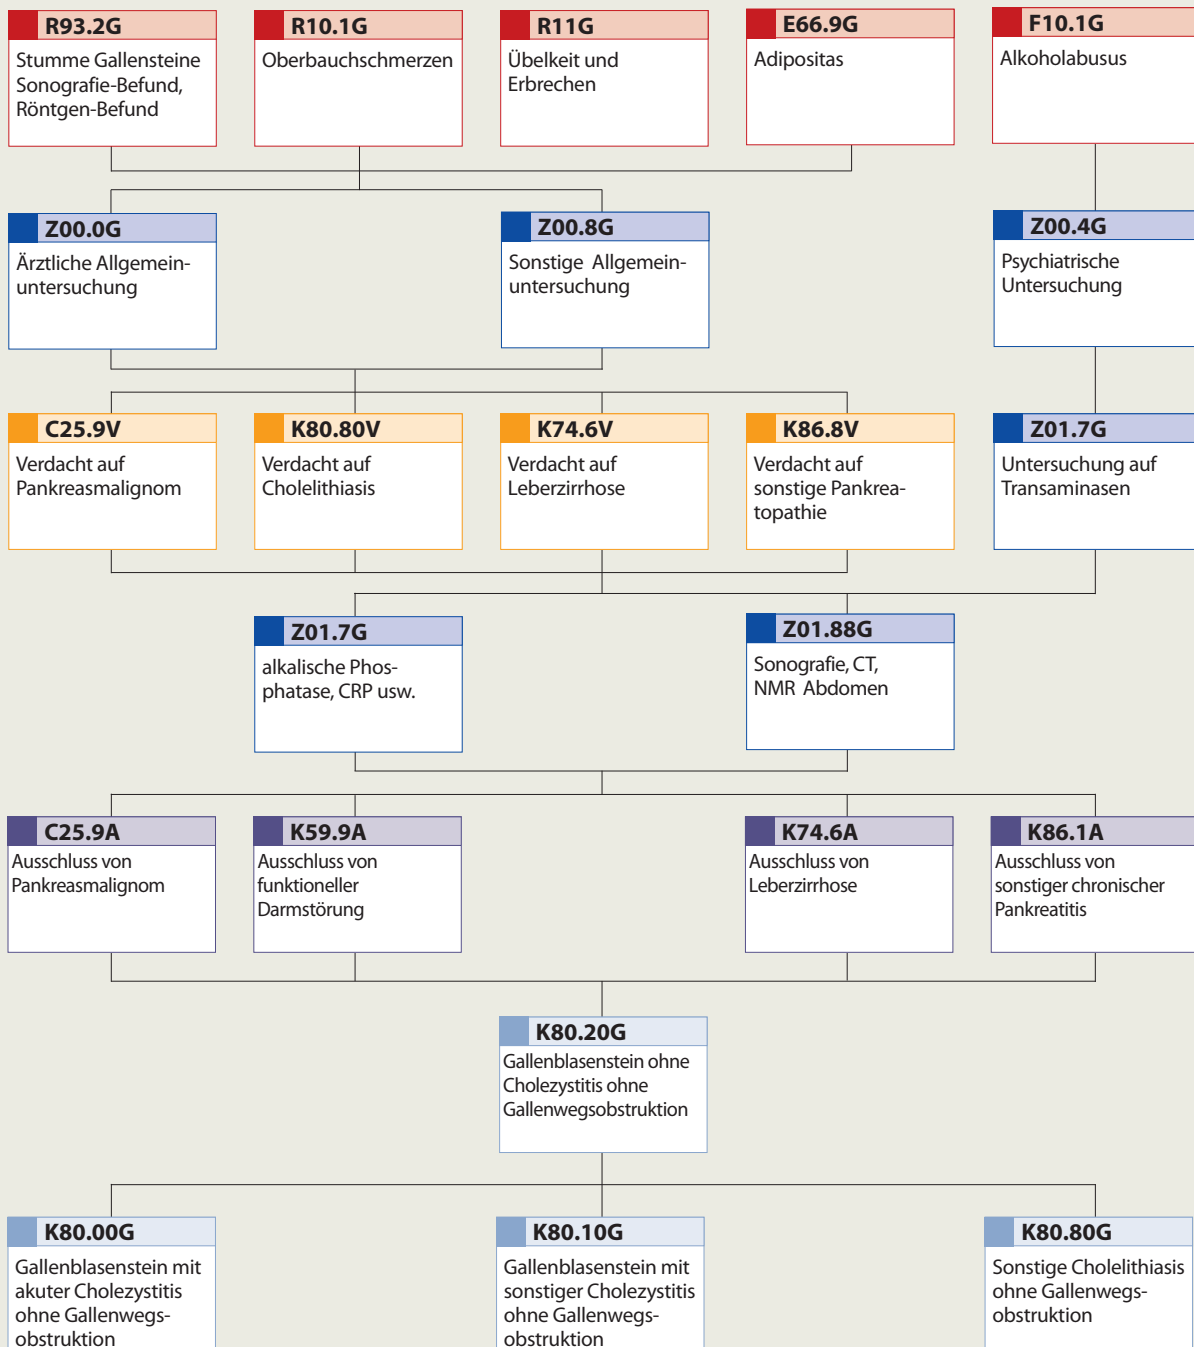 R93.2G
Stumme Gallensteine
Sonografie-Befund,
Röntgen-Befund
R10.1G
Oberbauchschmerzen
R11G
Übelkeit und
Erbrechen
E66.9G
Adipositas
F10.1G
Alkoholabusus
Z00.0G
Ärztliche Allgemein-
untersuchung
Z00.8G
Sonstige Allgemein-
untersuchung
Z00.4G
Psychiatrische
Untersuchung
C25.9V
Verdacht auf
Pankreasmalignom
K80.80V
Verdacht auf
Cholelithiasis
K74.6V
Verdacht auf
Leberzirrhose
K86.8V
Verdacht auf
sonstige Pankrea-
topathie
Z01.7G
Untersuchung auf
Transaminasen
Z01.7G
alkalische Phos-
phatase, CRP usw.
Z01.88G
Sonografie, CT,
NMR Abdomen
C25.9A
Ausschluss von
Pankreasmalignom
K59.9A
Ausschluss von
funktioneller
Darmstörung
K74.6A
Ausschluss von
Leberzirrhose
K86.1A
Ausschluss von
sonstiger chronischer
Pankreatitis
K80.20G
Gallenblasenstein ohne
Cholezystitis ohne
Gallenwegsobstruktion
K80.00G
Gallenblasenstein mit
akuter Cholezystitis
ohne Gallenwegs-
obstruktion
K80.10G
Gallenblasenstein mit
sonstiger Cholezystitis
ohne Gallenwegs-
obstruktion
K80.80G
Sonstige Cholelithiasis
ohne Gallenwegs-
obstruktion